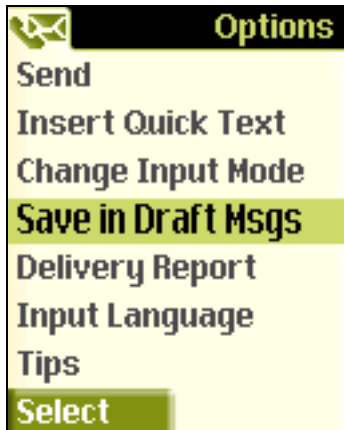 Options
Send
Insert Quick Text
Change Input Mode
Save in Draft Msgs
Delivery Report
Input Language
Tips
Select